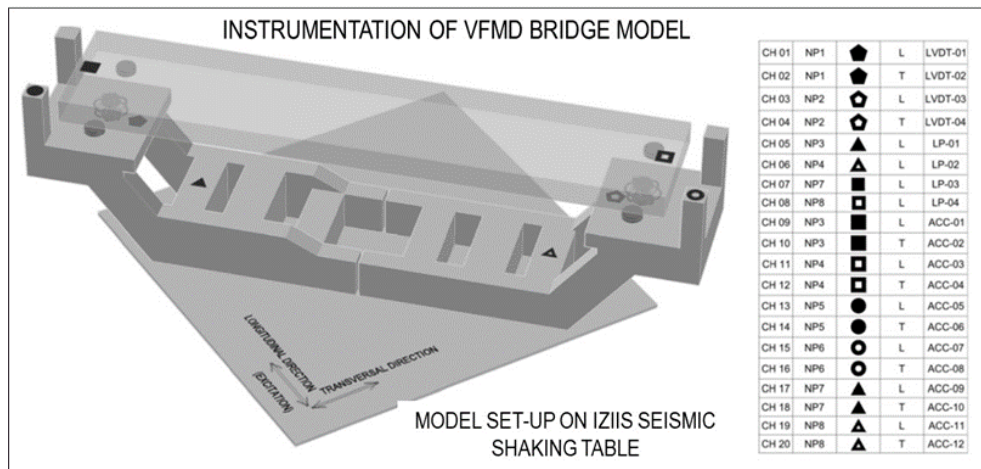 INSTRUMENTATION OF VFMD BRIDGE MODEL
CH 01 NP1 L LVDT-01
CH 02 NP1 T LVDT-02
CH 03 NP2 L LVDT-03
CH 04 NP2 T LVDT-04
CH 05 NP3 L LP-01
CH 06 NP4 L LP-02
CH 07 NP7 L LP-03
CH 08 NP8 L LP-04
CH 09 NP3 L ACC-01
CH 10 NP3 T ACC-02
CH 11 NP4 L ACC-03
CH 12 NP4 T ACC-04
CH 13 NP5 L ACC-05
CH 14 NP5 T ACC-06
CH 15 NP6 L ACC-07
CH 16 NP6 T ACC-08
CH 17 NP7 L ACC-09
CH 18 NP7 T ACC-10
CH 19 NP8 L ACC-11
CH 20 NP8 T ACC-12
LONGITUDINAL DIRECTION
(EXCITATION)
TRANSVERSAL DIRECTION
MODEL SET-UP ON IZIIS SEISMIC
SHAKING TABLE